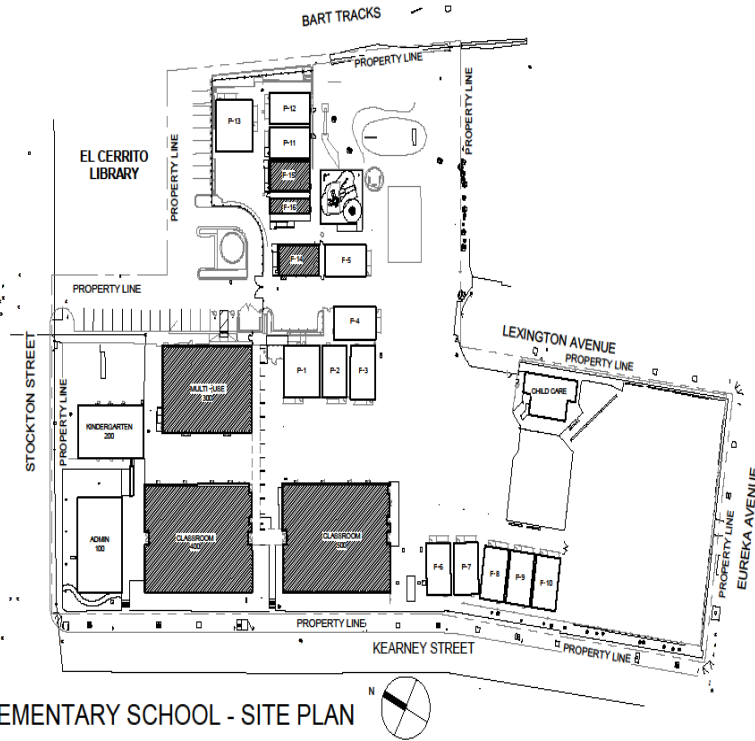 BART TRACKS
PROPERTY LINE
PROPERTY LINE
P-12
P-13
P-11
EL CERRITO
LIBRARY
PROPERTY LINE
F-15
F-16
F-14
F-5
PROPERTY LINE
P-4
LEXINGTON AVENUE
PROPERTY LINE
STOCKTON STREET
PROPERTY LINE
MULTI-USE
300
P-1
P-2
F-3
CHILD CARE
KINDERGARTEN
200
ADMIN
100
CLASSROOM
400
CLASSROOM
F-6
F-7
F-8
P-9
F-10
PROPERTY LINE
EUREKA AVENUE
PROPERTY LINE
KEARNEY STREET
PROPERTY LINE
N
EMENTARY SCHOOL - SITE PLAN